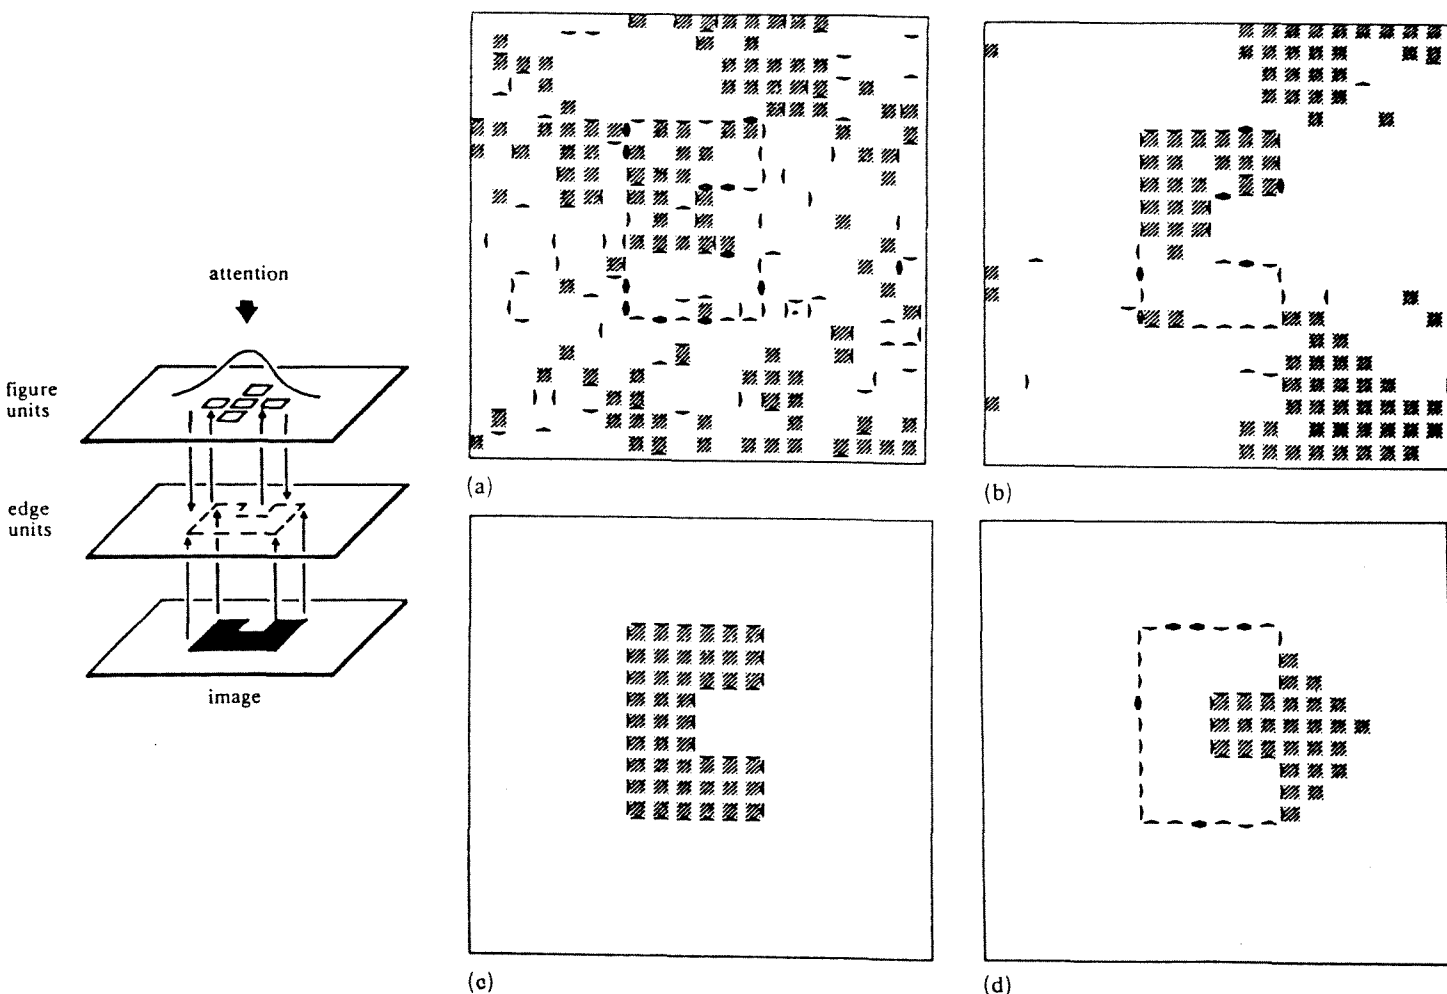 attention
figure
units
edge
units
image
(a)
(b)
(c)
(d)